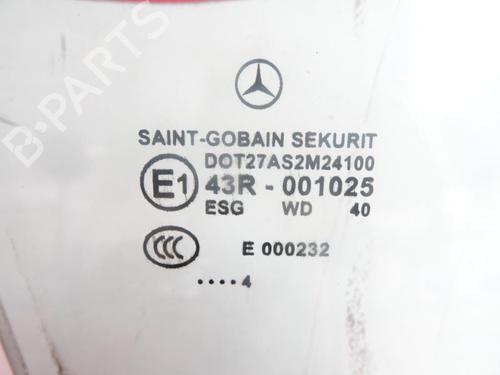 SAINT-GOBAIN SEKURIT
DOT27AS2M24100
E1 43R - 001025
ESG WD 40
CCC E 000232
....4
B-PARTS